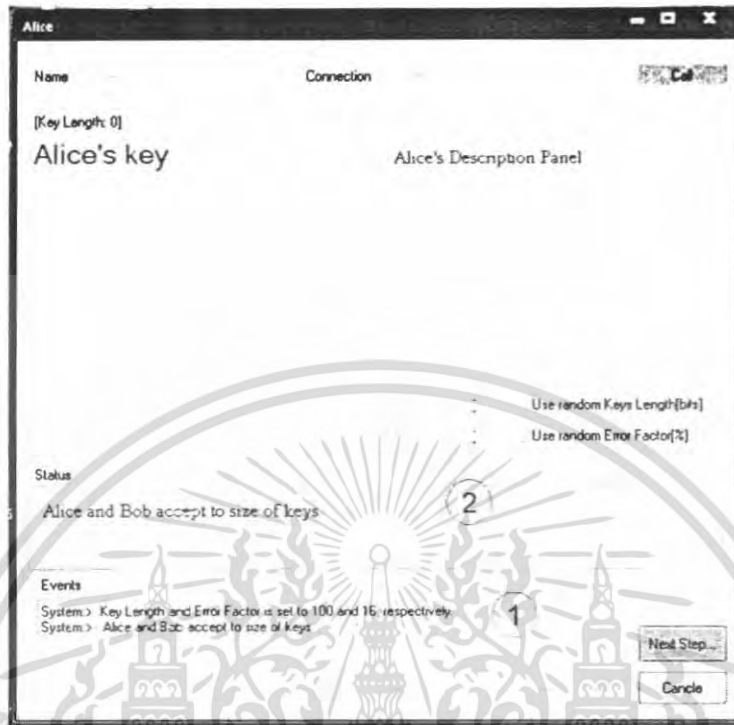 Alice
Name Connection Call
[Key Length: 0]
Alice's key Alice's Description Panel
Use random Keys Length[bits]
Use random Error Factor[%]
Status
Alice and Bob accept to size of keys 2
Events
System:> Key Length and Error Factor is set to 100 and 16, respectively.
System:> Alice and Bob accept to size of keys 1
Next Step...
Cancle